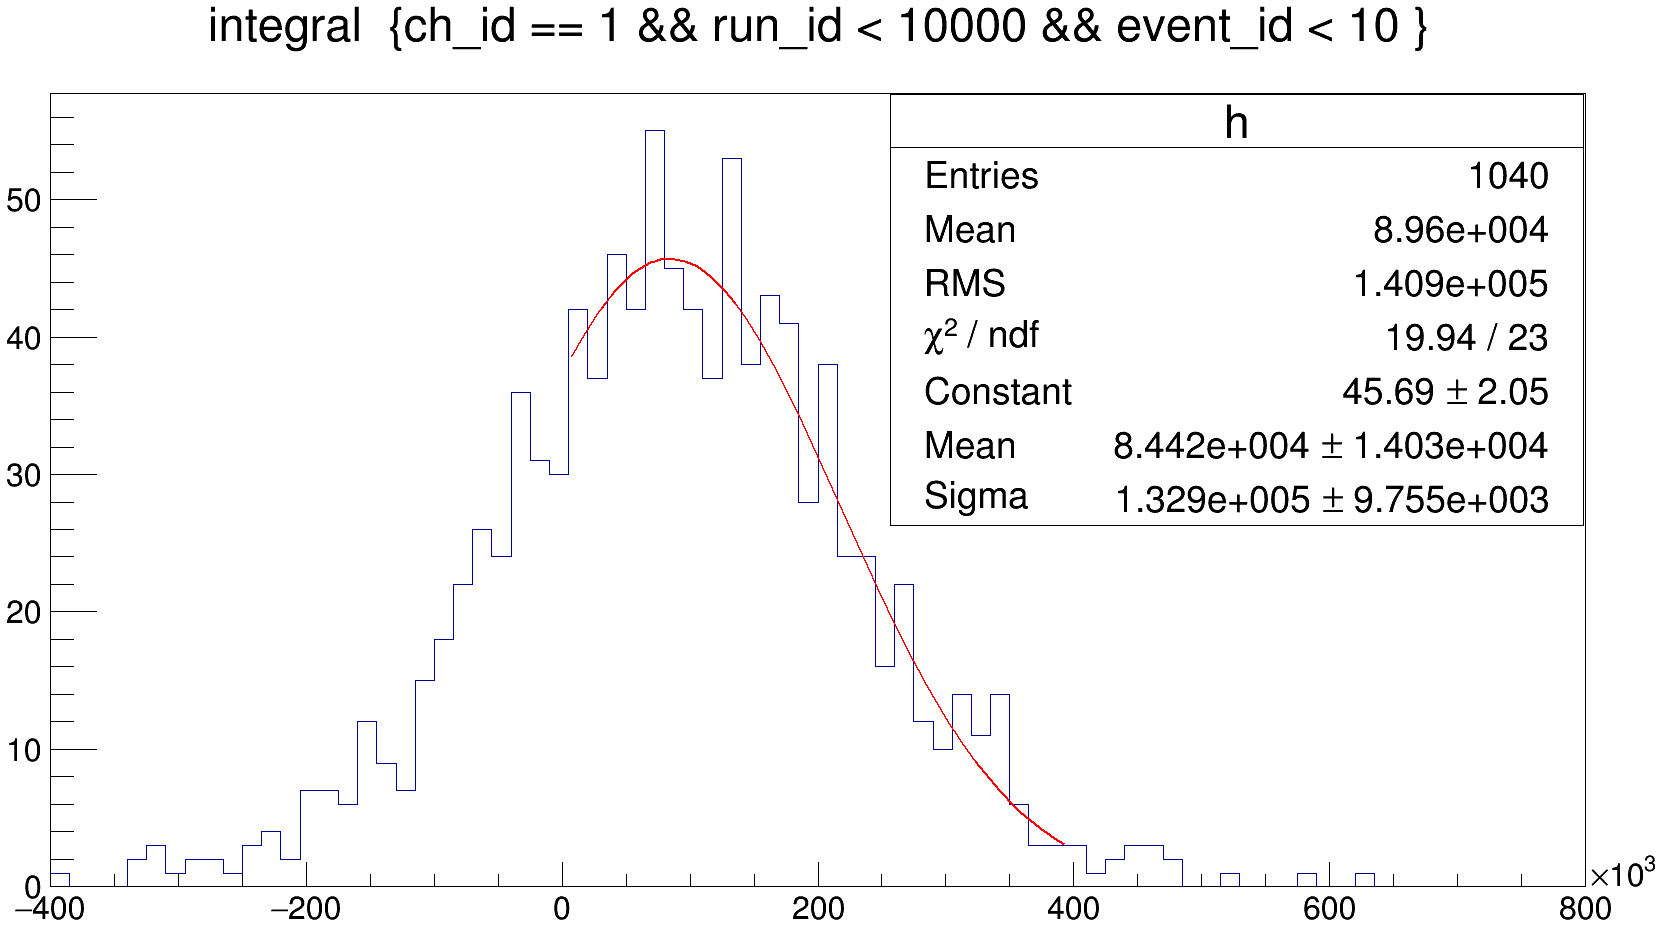 integral {ch_id == 1 && run_id < 10000 && event_id < 10 }
h
Entries 1040
Mean 8.96e+004
RMS 1.409e+005
χ² / ndf 19.94 / 23
Constant 45.69 ± 2.05
Mean 8.442e+004 ± 1.403e+004
Sigma 1.329e+005 ± 9.755e+003
50
40
30
20
10
0
−400 −200 0 200 400 600 800
×10³